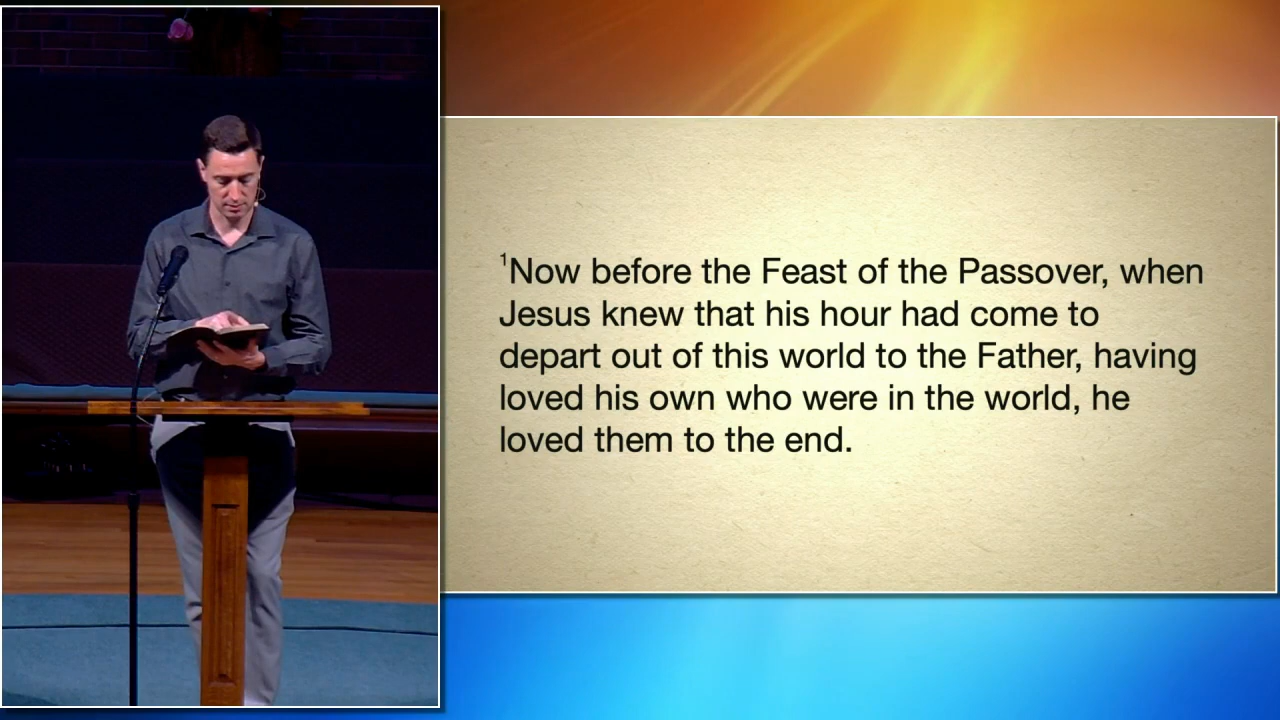 ¹Now before the Feast of the Passover, when
Jesus knew that his hour had come to
depart out of this world to the Father, having
loved his own who were in the world, he
loved them to the end.